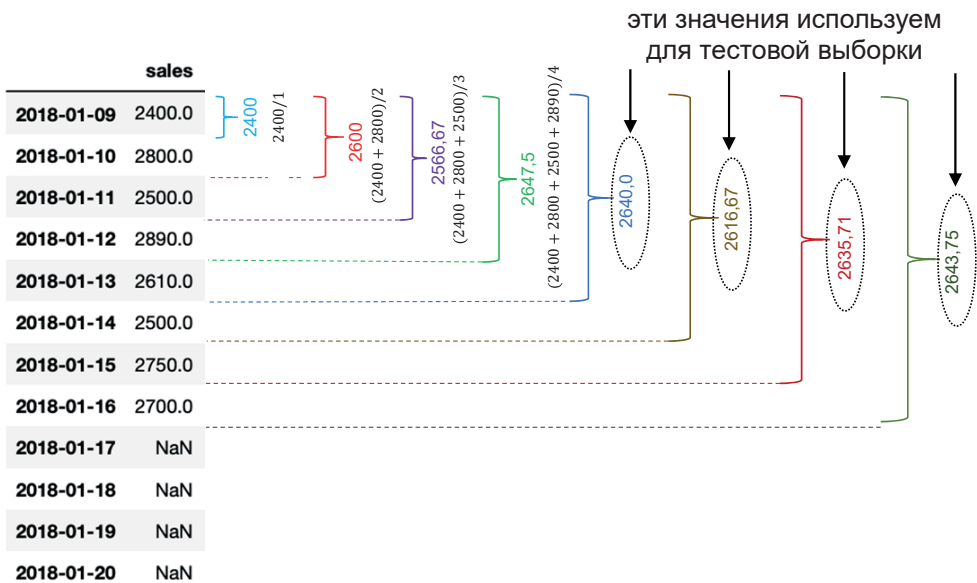 эти значения используем
для тестовой выборки
sales
2018-01-09 2400.0
2018-01-10 2800.0
2018-01-11 2500.0
2018-01-12 2890.0
2018-01-13 2610.0
2018-01-14 2500.0
2018-01-15 2750.0
2018-01-16 2700.0
2018-01-17 NaN
2018-01-18 NaN
2018-01-19 NaN
2018-01-20 NaN
2400
2400/1
2600
(2400 + 2800)/2
2566,67
(2400 + 2800 + 2500)/3
2647,5
(2400 + 2800 + 2500 + 2890)/4
2640,0
2616,67
2635,71
2643,75